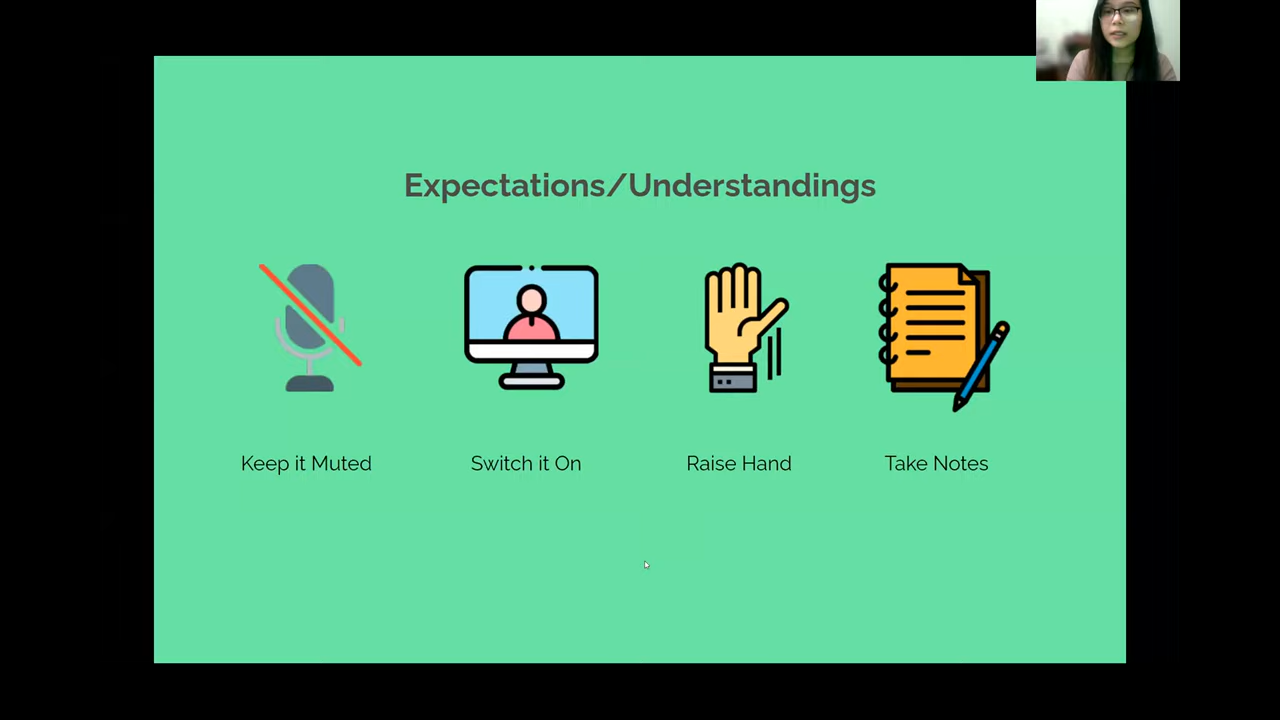 Expectations/Understandings
Keep it Muted
Switch it On
Raise Hand
Take Notes